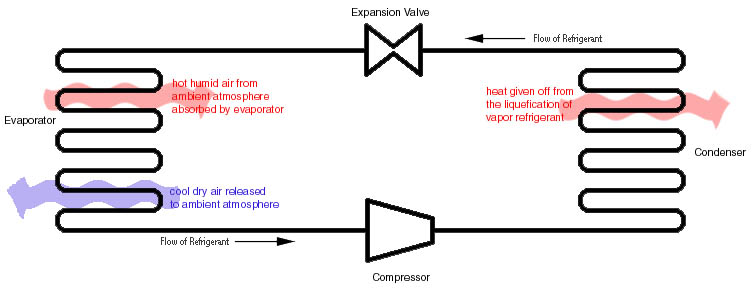 Expansion Valve
Flow of Refrigerant
hot humid air from
ambient atmosphere
absorbed by evaporator
heat given off from
the liquefication of
vapor refrigerant
Evaporator
Condenser
cool dry air released
to ambient atmosphere
Flow of Refrigerant
Compressor